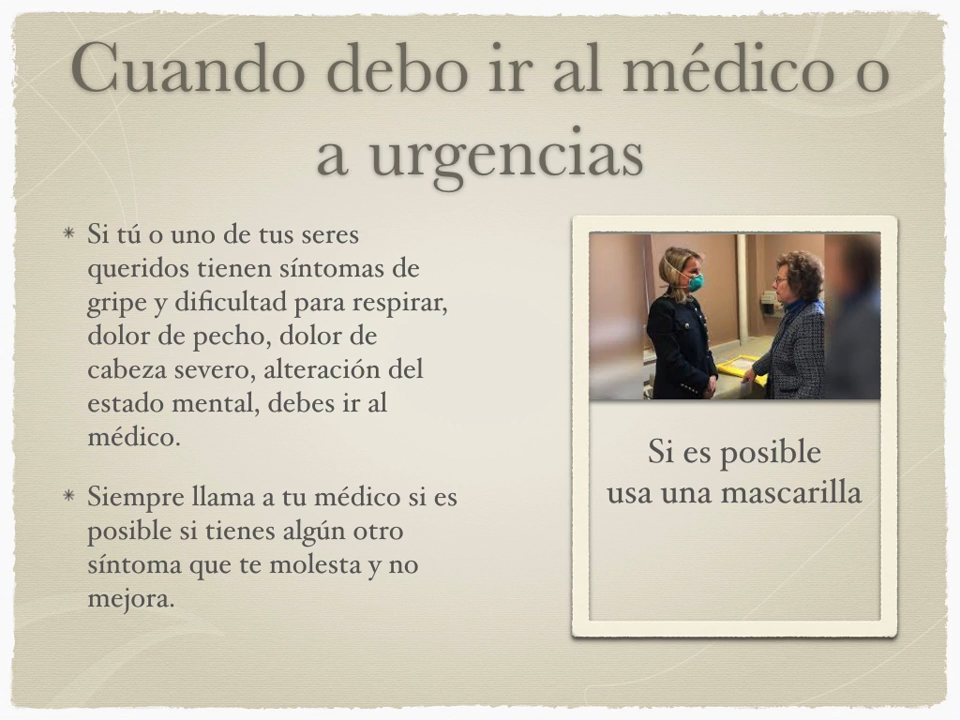 Cuando debo ir al médico o
a urgencias
Si tú o uno de tus seres
queridos tienen síntomas de
gripe y dificultad para respirar,
dolor de pecho, dolor de
cabeza severo, alteración del
estado mental, debes ir al
médico.
Siempre llama a tu médico si es
posible si tienes algún otro
síntoma que te molesta y no
mejora.
Si es posible
usa una mascarilla